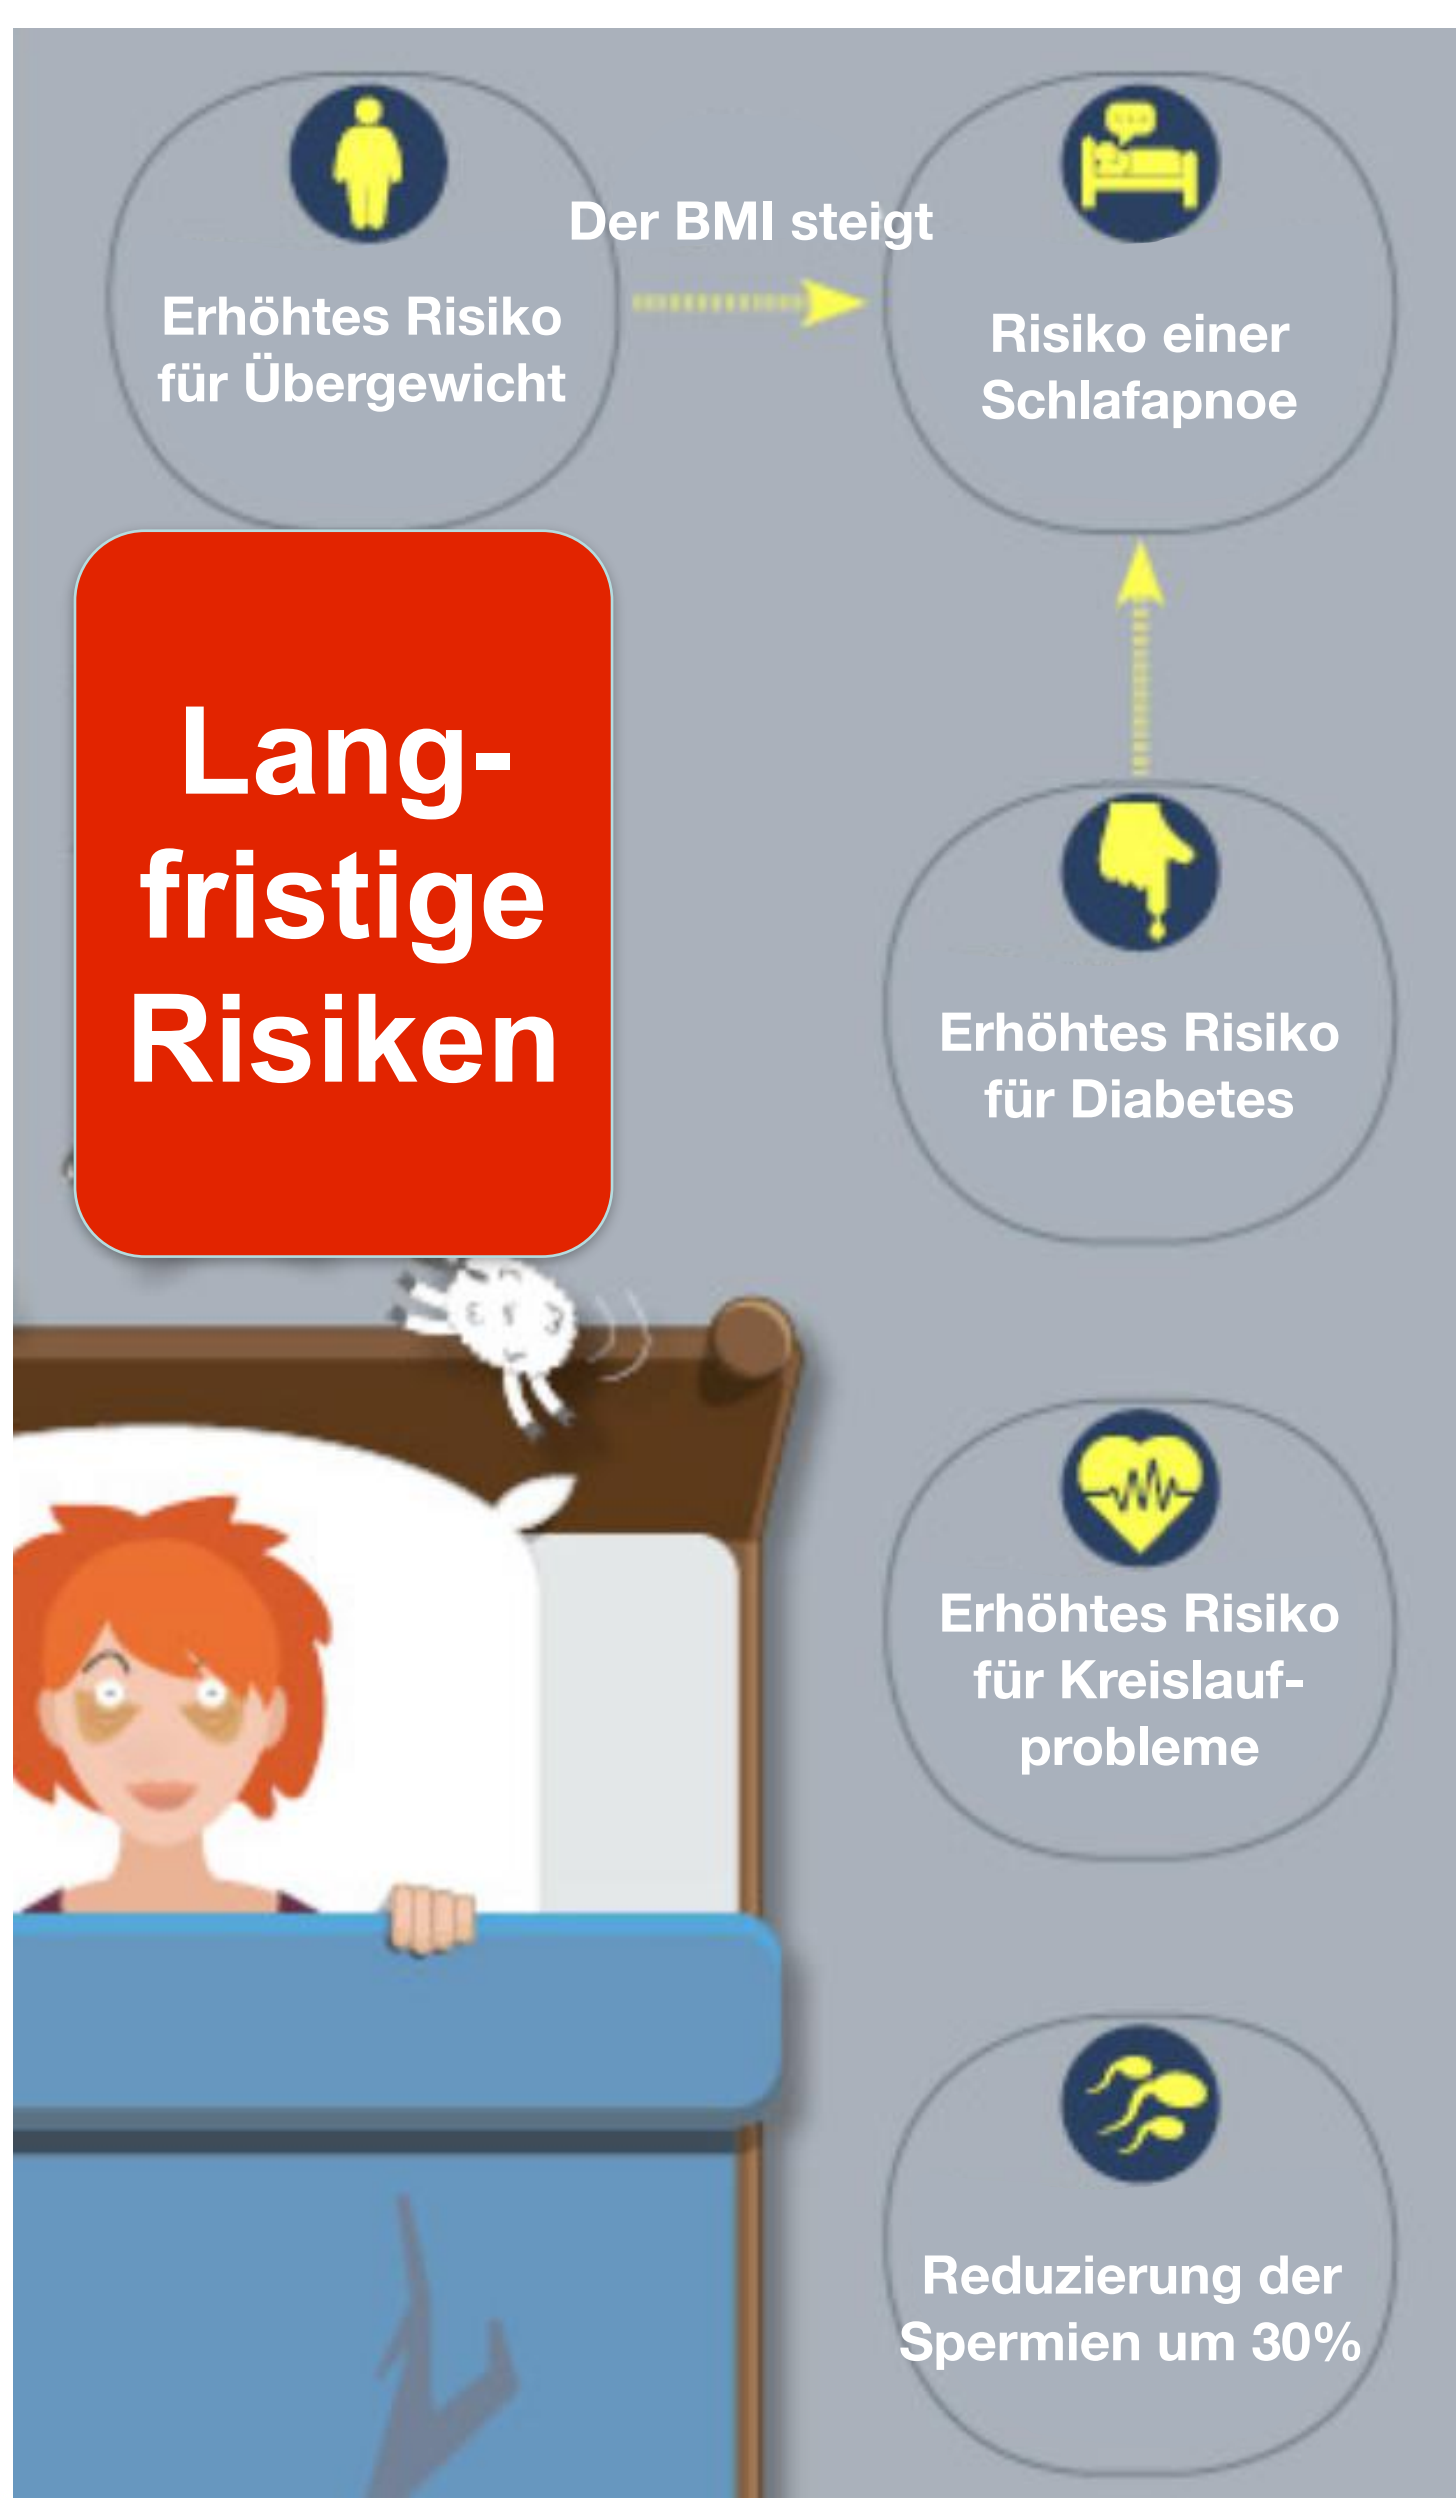 Der BMI steigt
Erhöhtes Risiko
für Übergewicht
Risiko einer
Schlafapnoe
Lang-
fristige
Risiken
Erhöhtes Risiko
für Diabetes
Erhöhtes Risiko
für Kreislauf-
probleme
Reduzierung der
Spermien um 30%